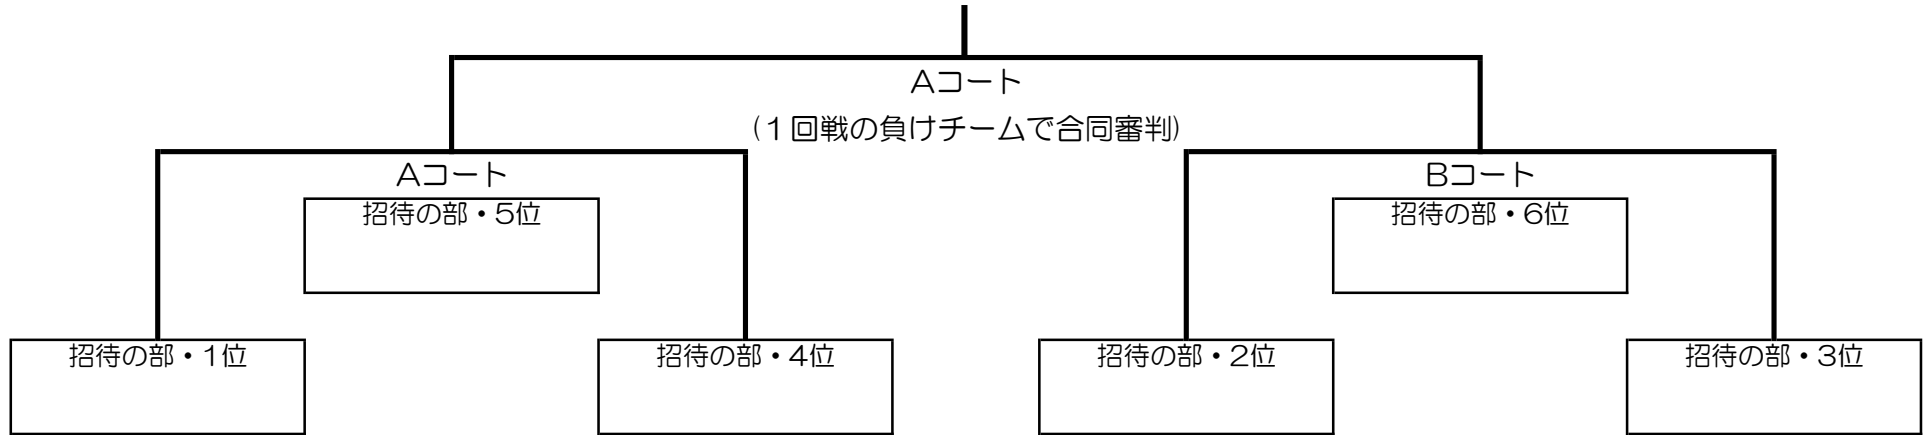 Aコート
(１回戦の負けチームで合同審判)
Aコート
Bコート
招待の部・5位
招待の部・6位
招待の部・1位
招待の部・4位
招待の部・2位
招待の部・3位